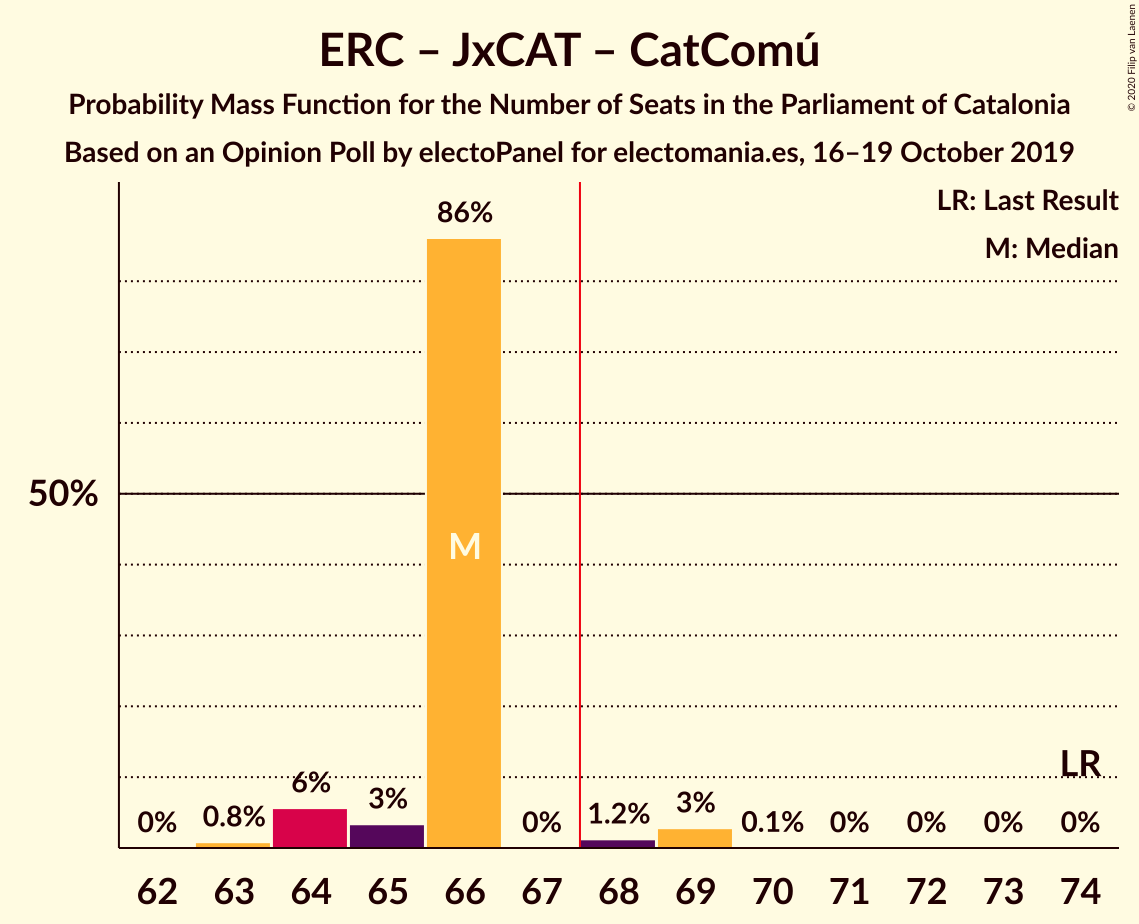 ERC – JxCAT – CatComú
Probability Mass Function for the Number of Seats in the Parliament of Catalonia
Based on an Opinion Poll by electoPanel for electomania.es, 16–19 October 2019
© 2020 Filip van Laenen
LR: Last Result
M: Median
86%
50%
M
LR
0% 0.8% 6% 3% 0% 1.2% 3% 0.1% 0% 0% 0% 0%
62 63 64 65 66 67 68 69 70 71 72 73 74